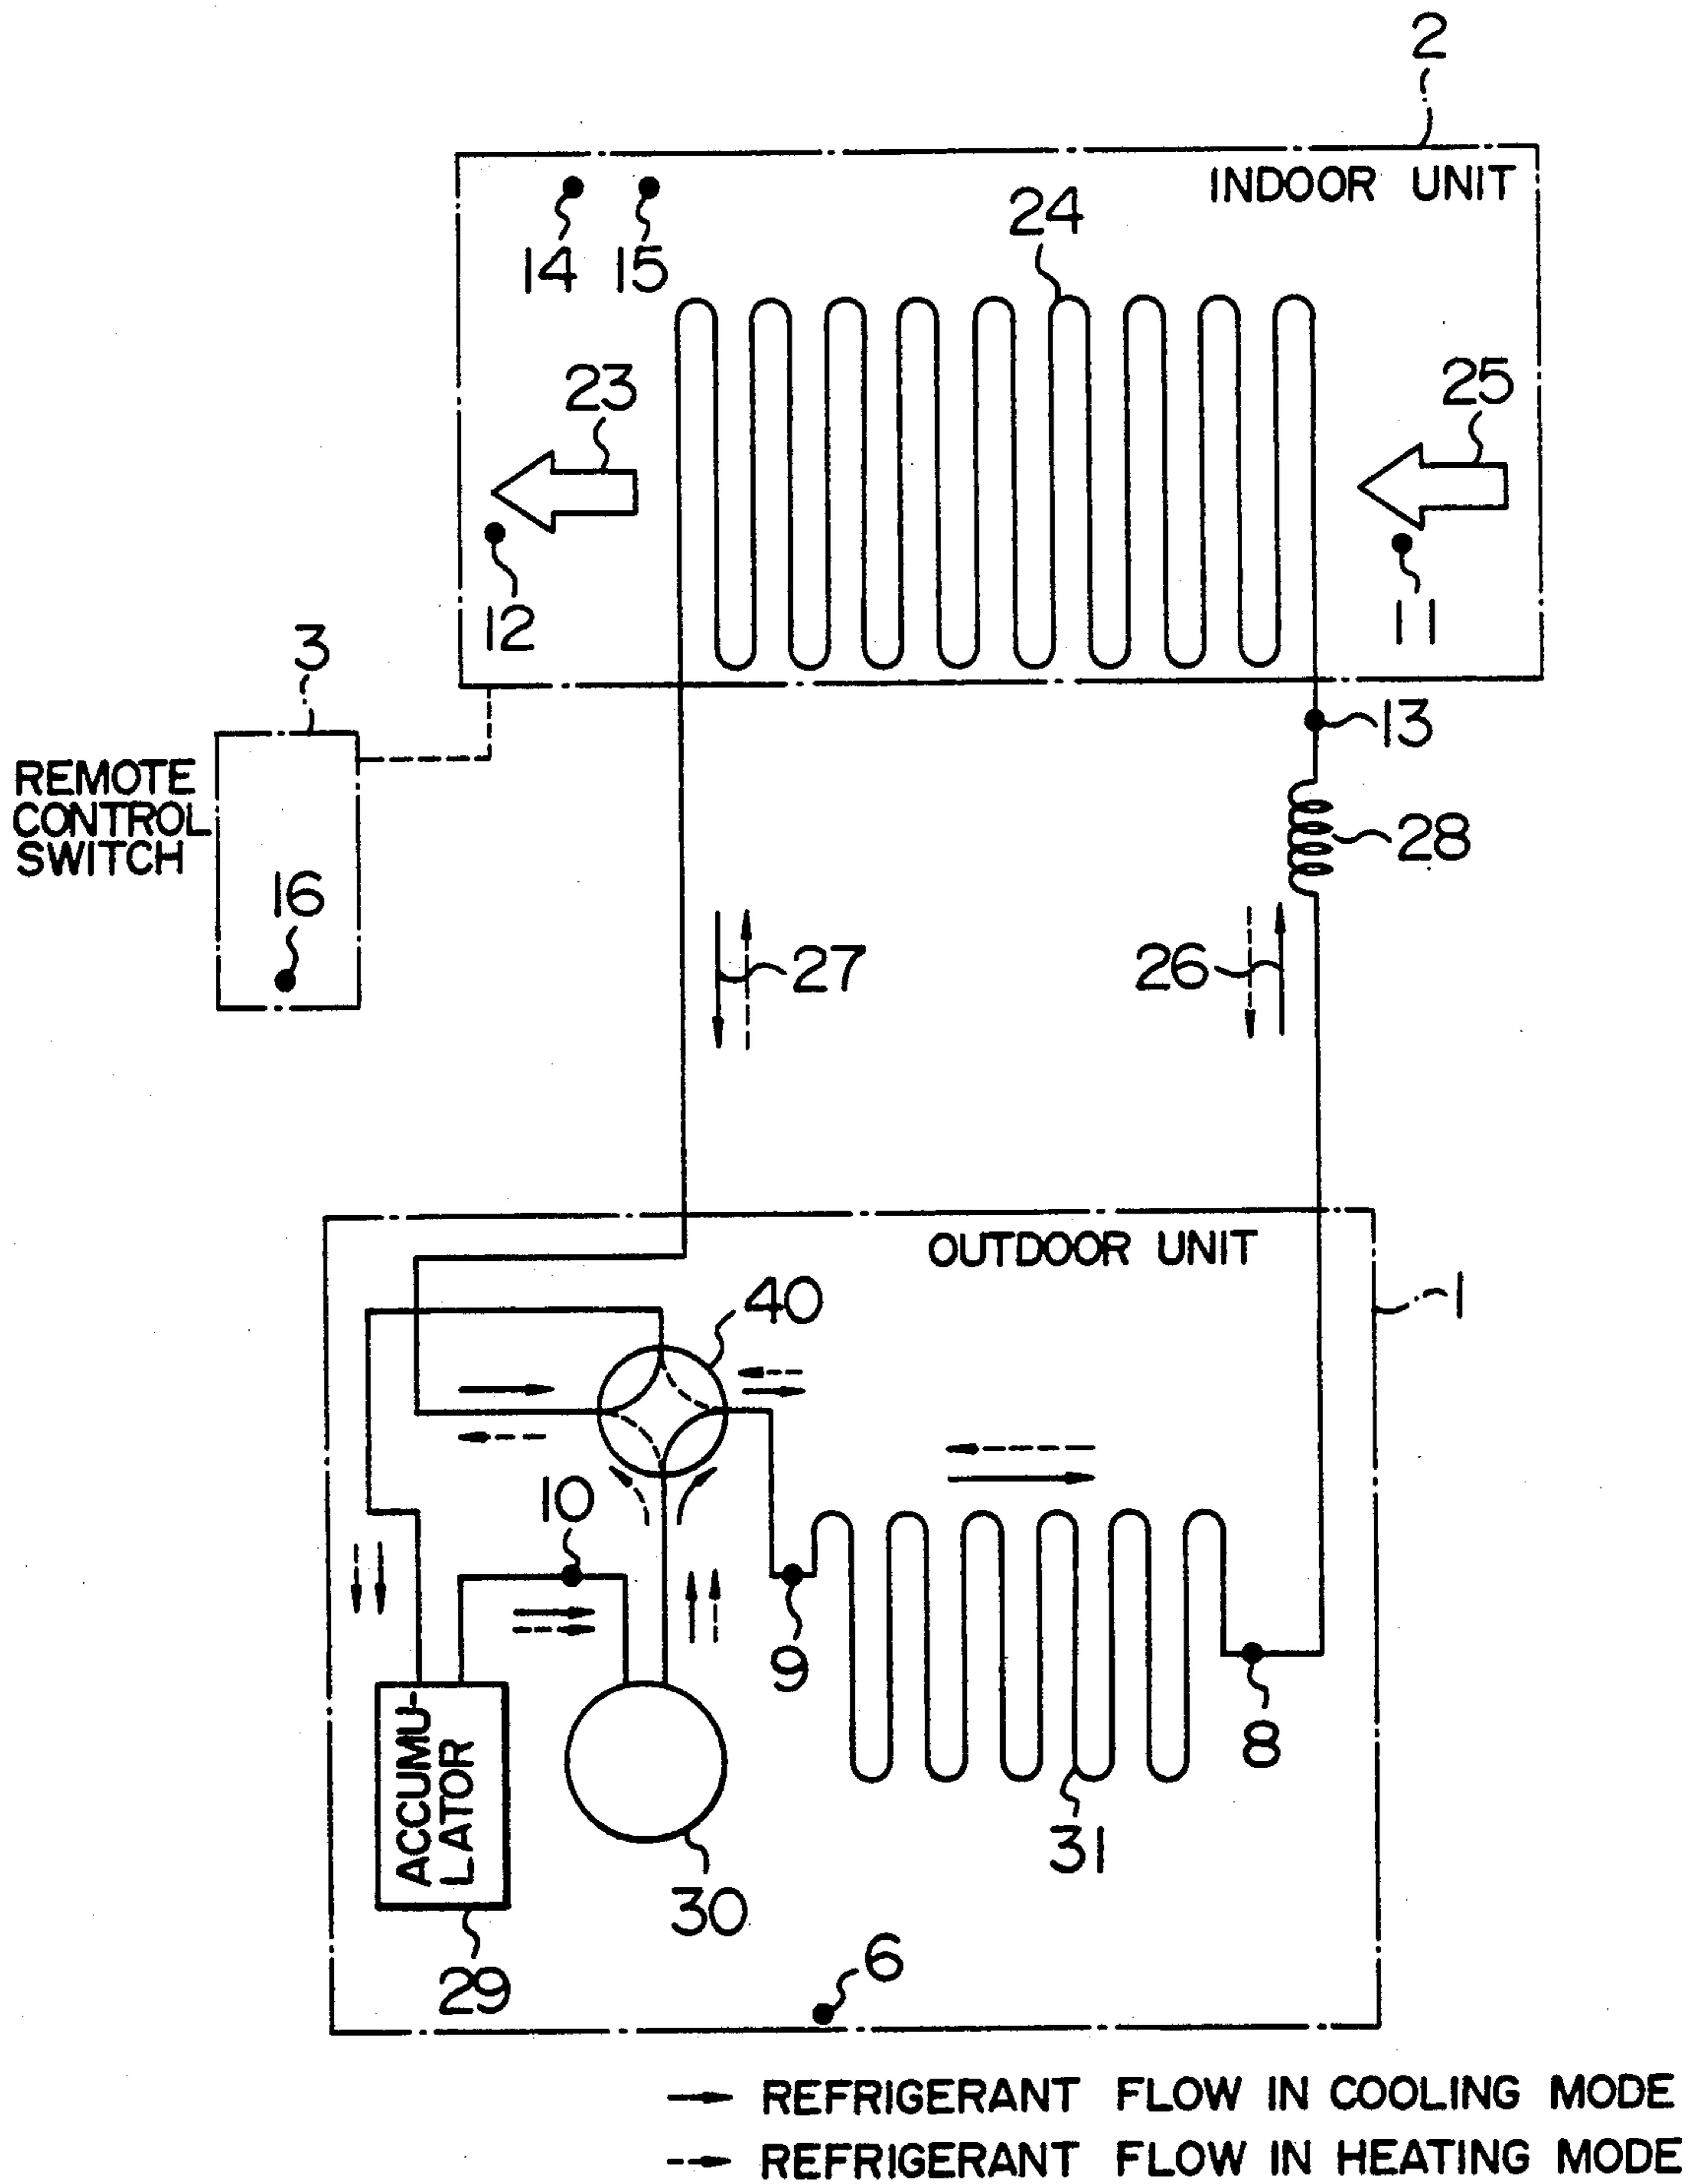 2
INDOOR UNIT
14 15
24
23
25
12
11
3
13
REMOTE
CONTROL
SWITCH
28
16
27
26
OUTDOOR UNIT
40
1
10
9
8
ACCUMU-
LATOR
31
30
29
6
REFRIGERANT FLOW IN COOLING MODE
REFRIGERANT FLOW IN HEATING MODE